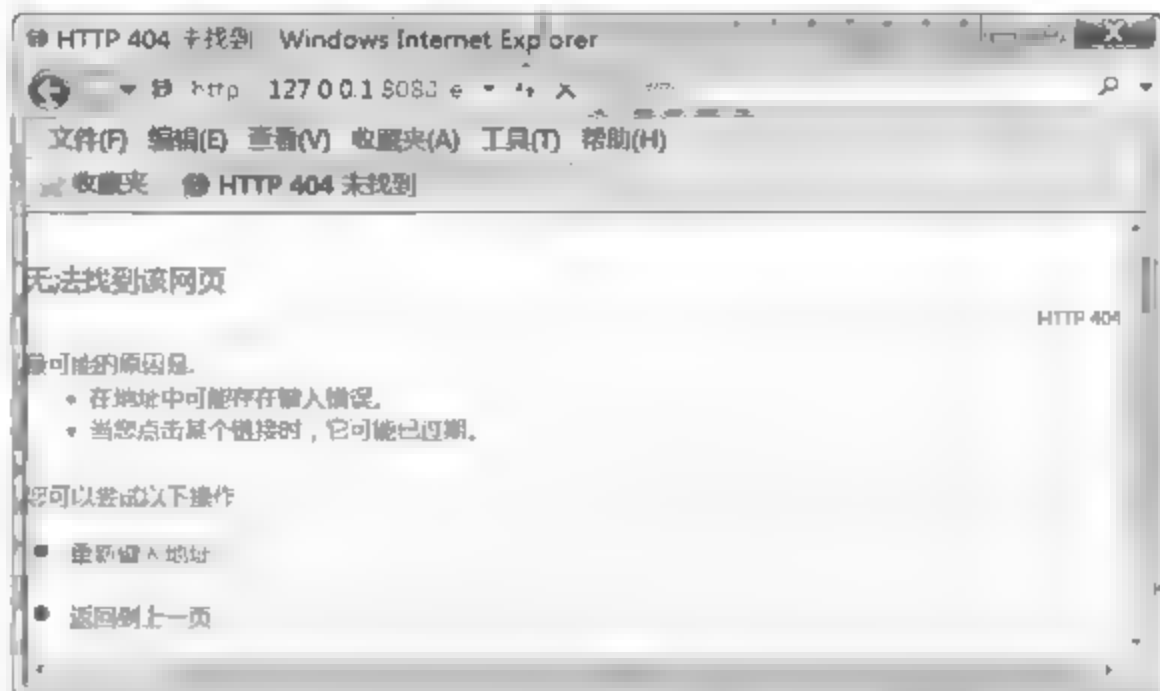 HTTP 404 未找到 Windows Internet Explorer
http 127.0.0.1:8080
文件(F) 编辑(E) 查看(V) 收藏夹(A) 工具(T) 帮助(H)
收藏夹 HTTP 404 未找到
无法找到该网页
HTTP 404
最可能的原因是:
• 在地址中可能存在键入错误。
• 当您点击某个链接时，它可能已过期。
您可以尝试以下操作
• 重新键入地址
• 返回到上一页